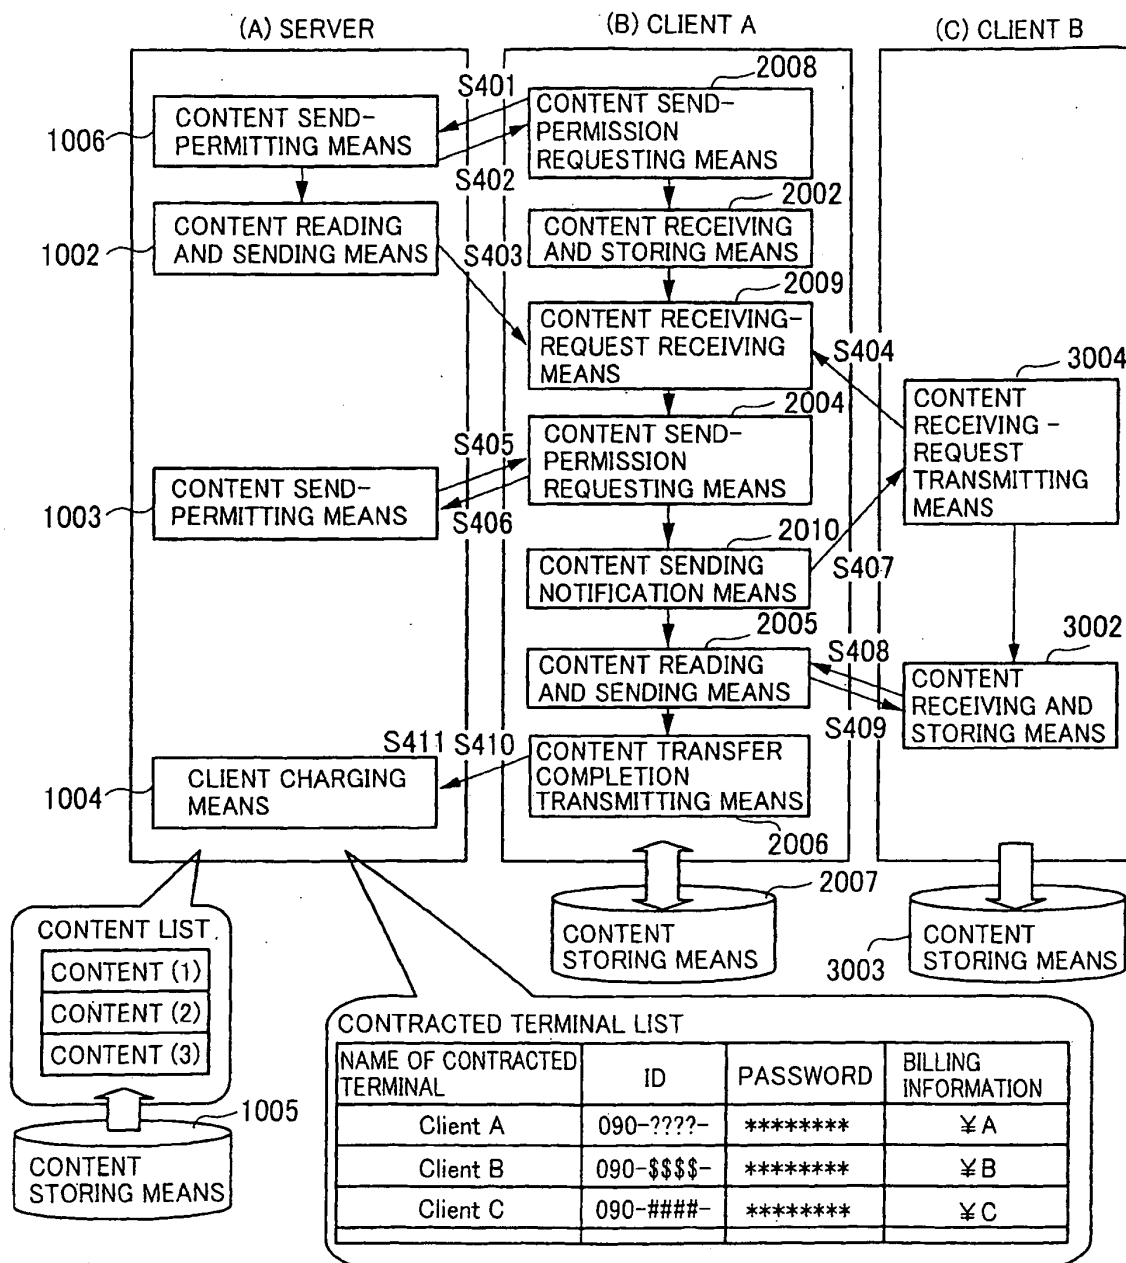 (A) SERVER
(B) CLIENT A
(C) CLIENT B
2008
S401
CONTENT SEND-
PERMITTING MEANS
1006
CONTENT SEND-
PERMISSION
REQUESTING MEANS
S402
2002
CONTENT READING
AND SENDING MEANS
1002
CONTENT RECEIVING
AND STORING MEANS
S403
2009
CONTENT RECEIVING-
REQUEST RECEIVING
MEANS
S404
3004
CONTENT
RECEIVING-
REQUEST
TRANSMITTING
MEANS
2004
S405
CONTENT SEND-
PERMISSION
REQUESTING MEANS
CONTENT SEND-
PERMITTING MEANS
1003
S406
2010
CONTENT SENDING
NOTIFICATION MEANS
S407
2005
3002
CONTENT READING
AND SENDING MEANS
S408
CONTENT
RECEIVING AND
STORING MEANS
S409
S411 S410
CONTENT TRANSFER
COMPLETION
TRANSMITTING MEANS
CLIENT CHARGING
MEANS
1004
2006
2007
CONTENT
STORING MEANS
3003
CONTENT
STORING MEANS
CONTENT LIST
CONTENT (1)
CONTENT (2)
CONTENT (3)
1005
CONTENT
STORING MEANS
CONTRACTED TERMINAL LIST
NAME OF CONTRACTED
TERMINAL
ID
PASSWORD
BILLING
INFORMATION
Client A 090-????- ******** ¥A
Client B 090-$$$$- ******** ¥B
Client C 090-####- ******** ¥C